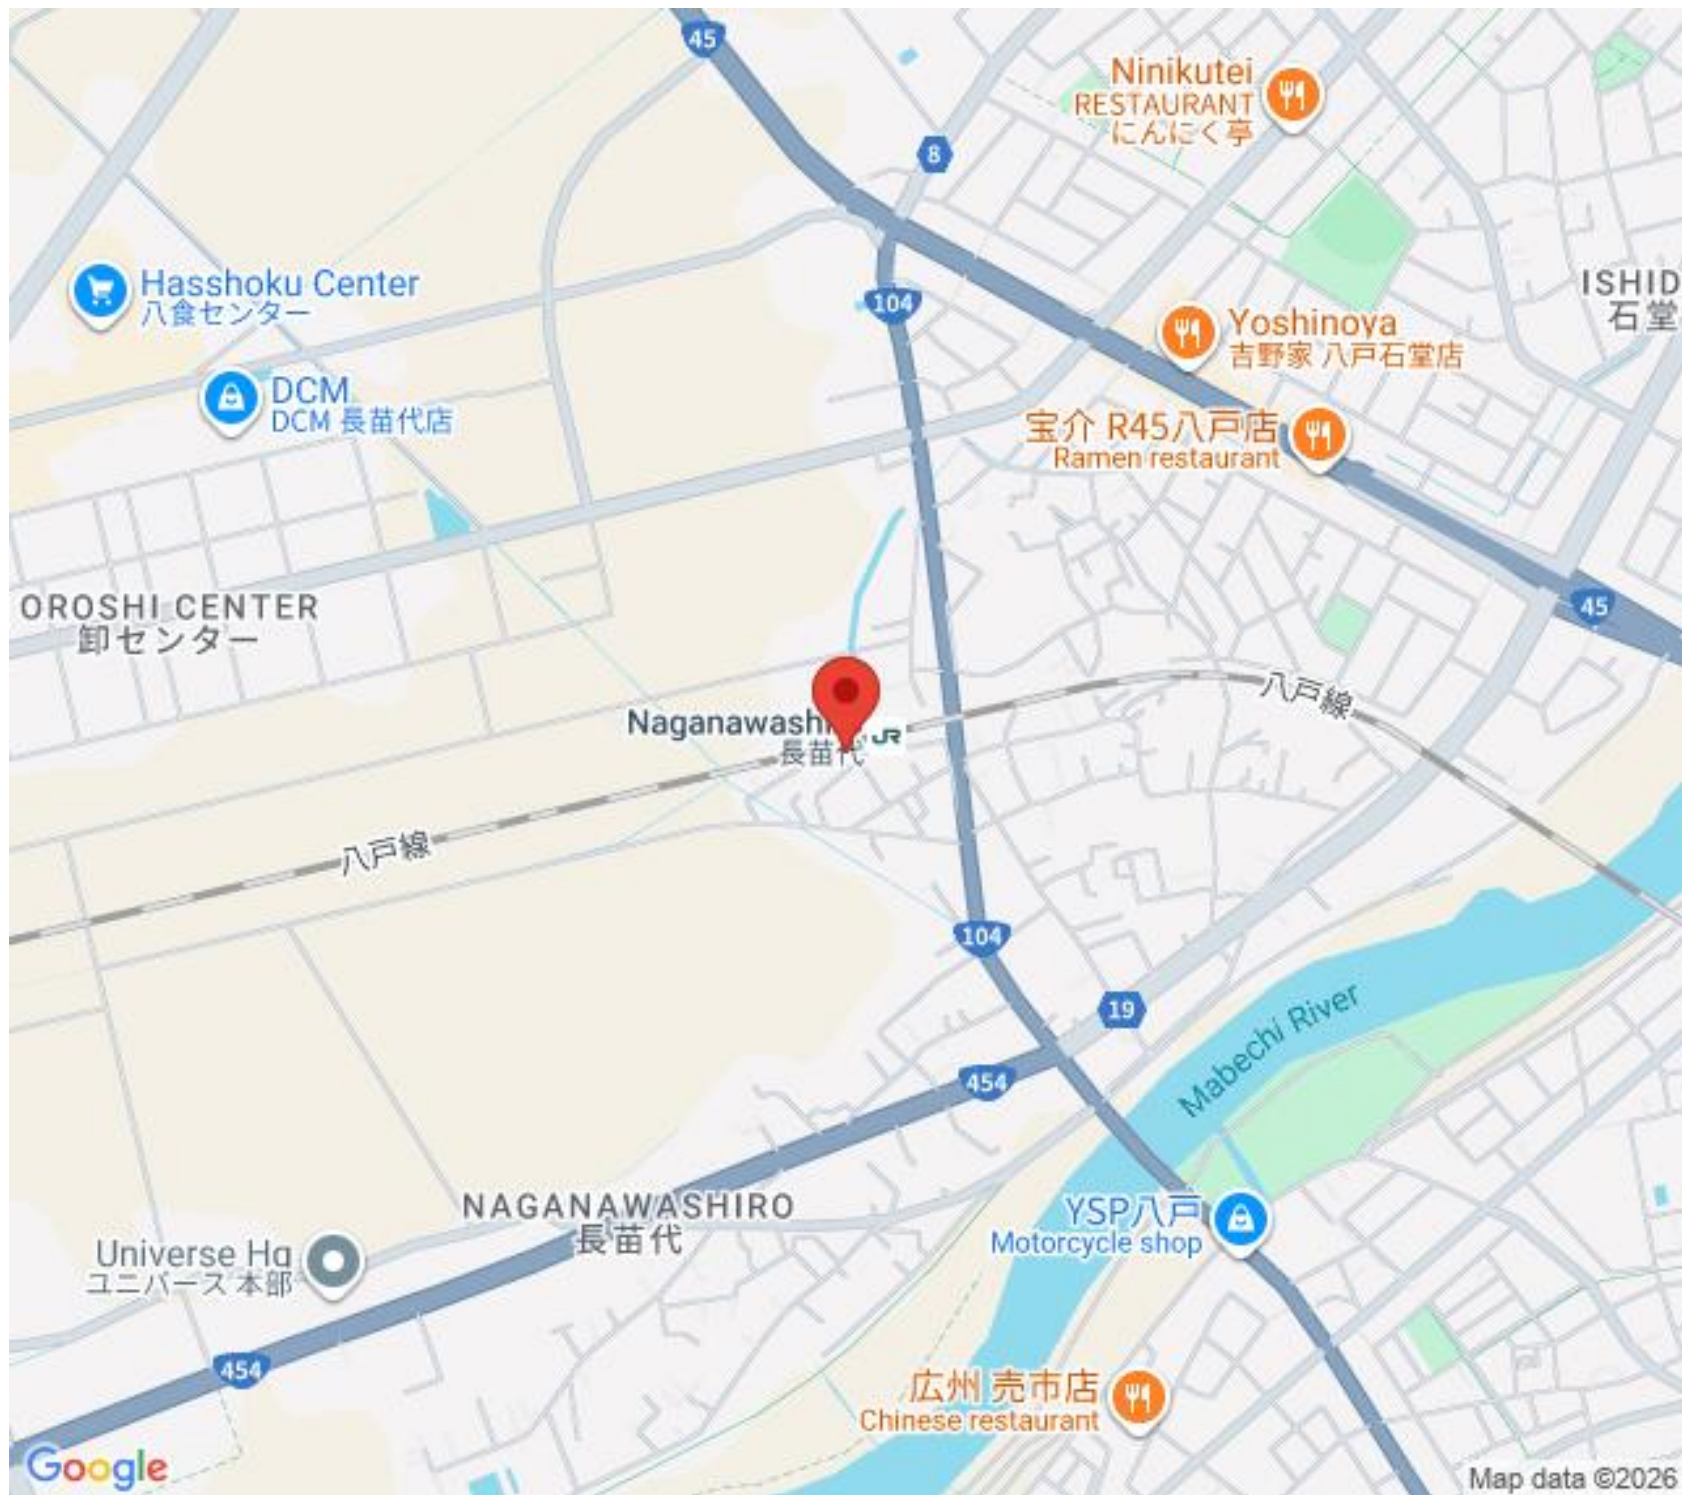 45
Ninikutei
RESTAURANT
にんにく亭
8
Hasshoku Center
八食センター
104
ISHID
石堂
Yoshinoya
吉野家 八戸石堂店
DCM
DCM 長苗代店
宝介 R45八戸店
Ramen restaurant
OROSHI CENTER
卸センター
45
八戸線
Naganawashi
JR
長苗代
八戸線
104
19
Mabechi River
454
NAGANAWASHIRO
長苗代
YSP八戸
Motorcycle shop
Universe Hq
ユニバース 本部
454
広州 売市店
Chinese restaurant
Google
Map data ©2026